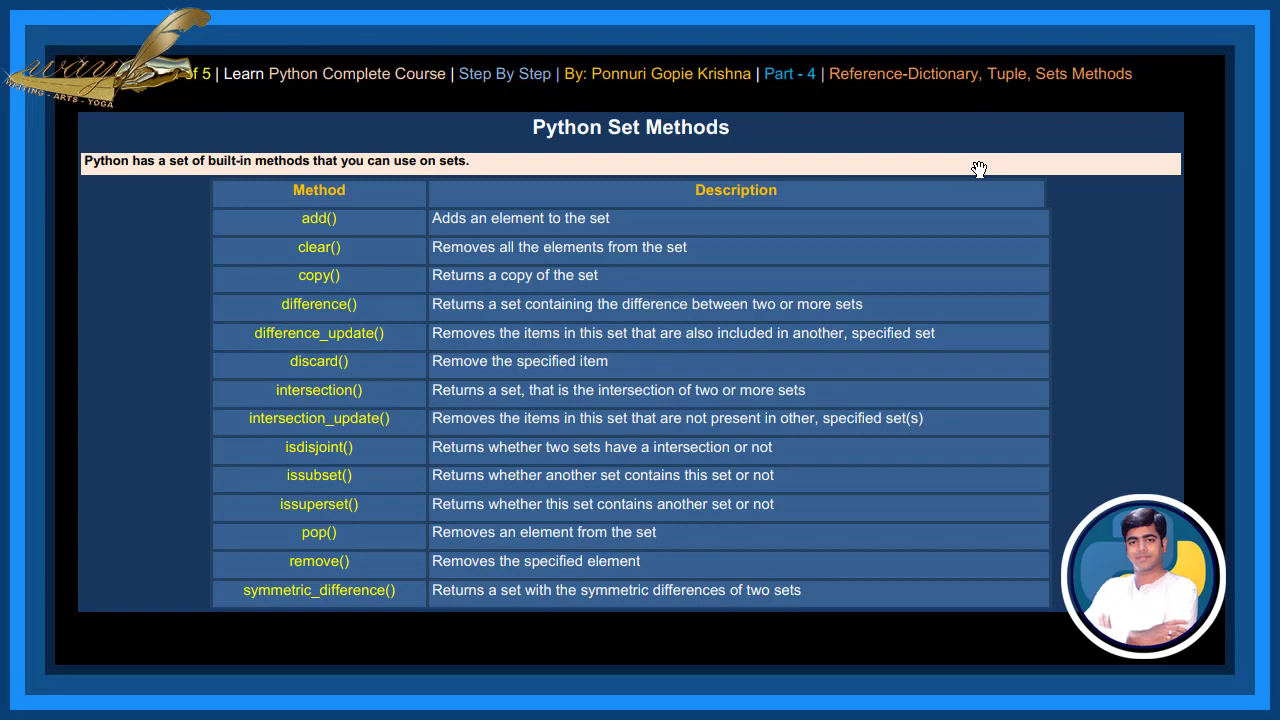 way
WRITING - ARTS - YOGA
of 5 | Learn Python Complete Course | Step By Step | By: Ponnuri Gopie Krishna | Part - 4 | Reference-Dictionary, Tuple, Sets Methods
Python Set Methods
Python has a set of built-in methods that you can use on sets.
Method Description
add() Adds an element to the set
clear() Removes all the elements from the set
copy() Returns a copy of the set
difference() Returns a set containing the difference between two or more sets
difference_update() Removes the items in this set that are also included in another, specified set
discard() Remove the specified item
intersection() Returns a set, that is the intersection of two or more sets
intersection_update() Removes the items in this set that are not present in other, specified set(s)
isdisjoint() Returns whether two sets have a intersection or not
issubset() Returns whether another set contains this set or not
issuperset() Returns whether this set contains another set or not
pop() Removes an element from the set
remove() Removes the specified element
symmetric_difference() Returns a set with the symmetric differences of two sets